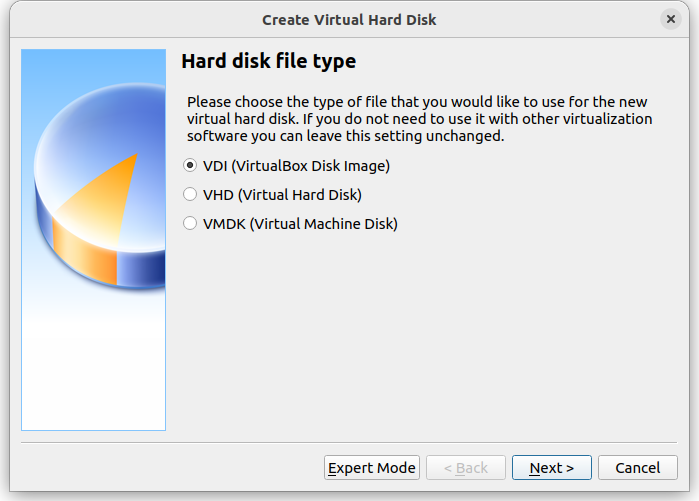 Create Virtual Hard Disk
Hard disk file type
Please choose the type of file that you would like to use for the new
virtual hard disk. If you do not need to use it with other virtualization
software you can leave this setting unchanged.
VDI (VirtualBox Disk Image)
VHD (Virtual Hard Disk)
VMDK (Virtual Machine Disk)
Expert Mode
< Back
Next >
Cancel